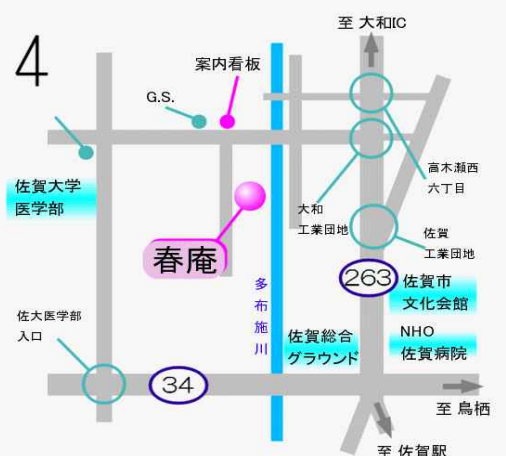 4
至 大和IC
案内看板
G.S.
佐賀大学
医学部
高木瀬西
六丁目
大和
工業団地
佐賀
工業団地
春庵
263
佐賀市
文化会館
多布施川
佐大医学部
入口
佐賀総合
グラウンド
NHO
佐賀病院
34
至 鳥栖
至 佐賀駅